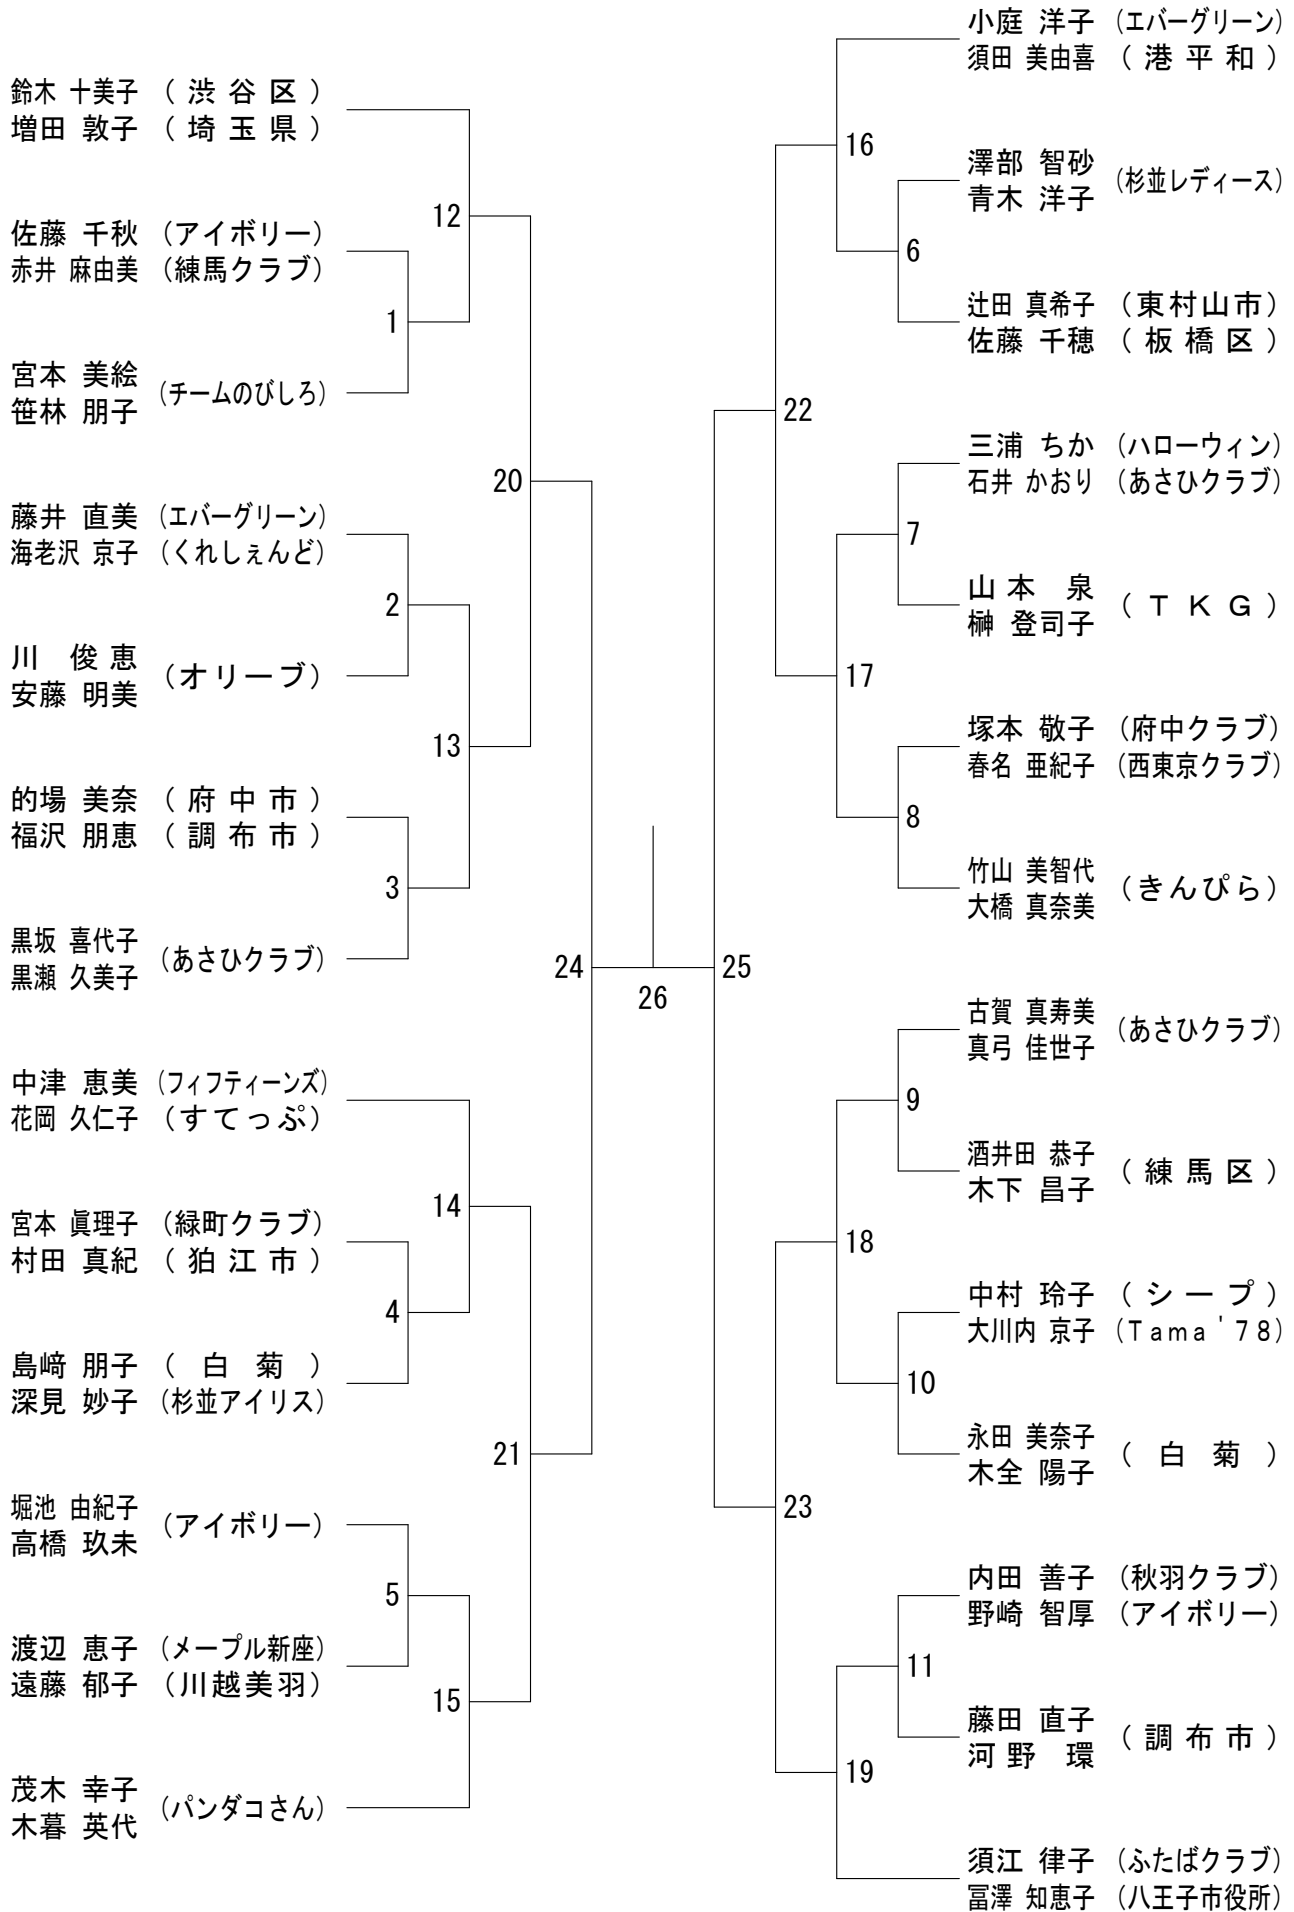 鈴木 十美子 (渋谷区)
増田 敦子 (埼玉県)
12
佐藤 千秋 (アイボリー)
赤井 麻由美 (練馬クラブ)
1
宮本 美絵
笹林 朋子 (チームのびしろ)
20
藤井 直美 (エバーグリーン)
海老沢 京子 (くれしぇんど)
2
川 俊恵
安藤 明美 (オリーブ)
13
的場 美奈 (府中市)
福沢 朋恵 (調布市)
3
黒坂 喜代子
黒瀬 久美子 (あさひクラブ)
24
26
中津 恵美 (フィフティーンズ)
花岡 久仁子 (すてっぷ)
14
宮本 眞理子 (緑町クラブ)
村田 真紀 (狛江市)
4
島﨑 朋子 (白菊)
深見 妙子 (杉並アイリス)
21
堀池 由紀子
高橋 玖未 (アイボリー)
5
渡辺 恵子 (メープル新座)
遠藤 郁子 (川越美羽)
15
茂木 幸子
木暮 英代 (パンダコさん)
小庭 洋子 (エバーグリーン)
須田 美由喜 (港平和)
16
澤部 智砂
青木 洋子 (杉並レディース)
6
辻田 真希子 (東村山市)
佐藤 千穂 (板橋区)
22
三浦 ちか (ハローウィン)
石井 かおり (あさひクラブ)
7
山本 泉
榊 登司子 (TKG)
17
塚本 敬子 (府中クラブ)
春名 亜紀子 (西東京クラブ)
8
竹山 美智代
大橋 真奈美 (きんぴら)
25
古賀 真寿美
真弓 佳世子 (あさひクラブ)
9
酒井田 恭子
木下 昌子 (練馬区)
18
中村 玲子 (シープ)
大川内 京子 (Tama'78)
10
永田 美奈子
木全 陽子 (白菊)
23
内田 善子 (秋羽クラブ)
野崎 智厚 (アイボリー)
11
藤田 直子
河野 環 (調布市)
19
須江 律子 (ふたばクラブ)
冨澤 知恵子 (八王子市役所)